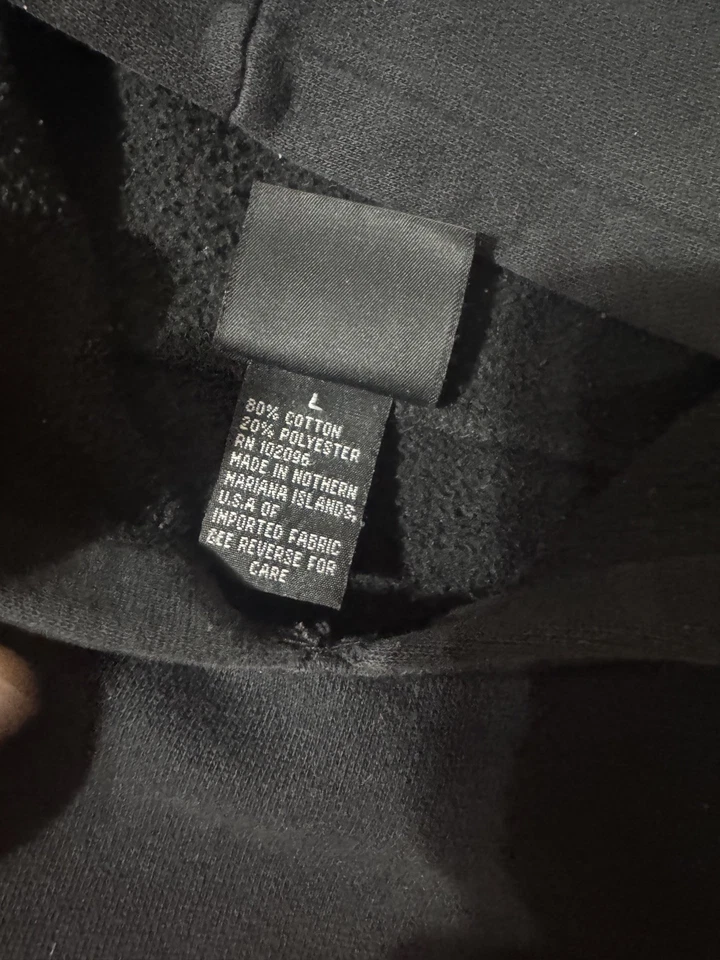 L
80% COTTON
20% POLYESTER
RN 102096
MADE IN NOTHERN
MARIANA ISLANDS,
U.S.A OF
IMPORTED FABRIC
SEE REVERSE FOR
CARE